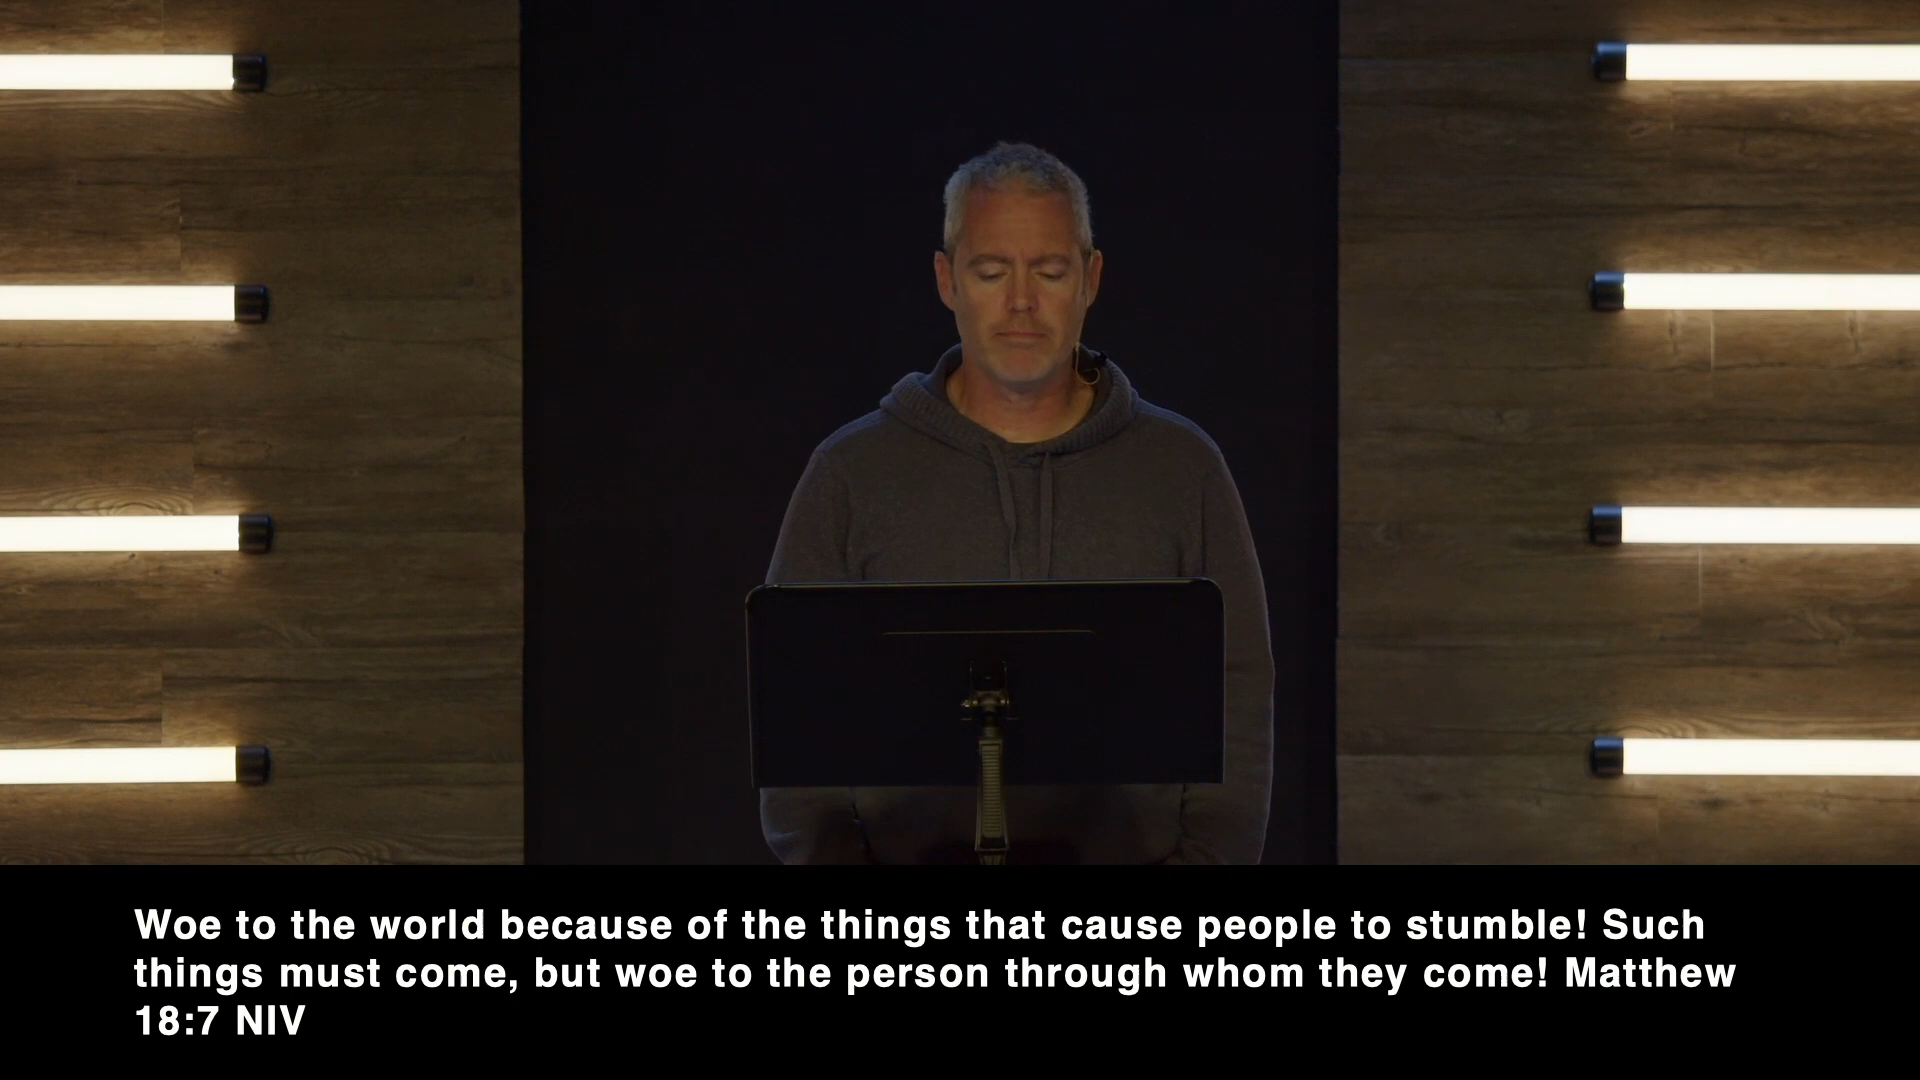 Woe to the world because of the things that cause people to stumble! Such
things must come, but woe to the person through whom they come! Matthew
18:7 NIV